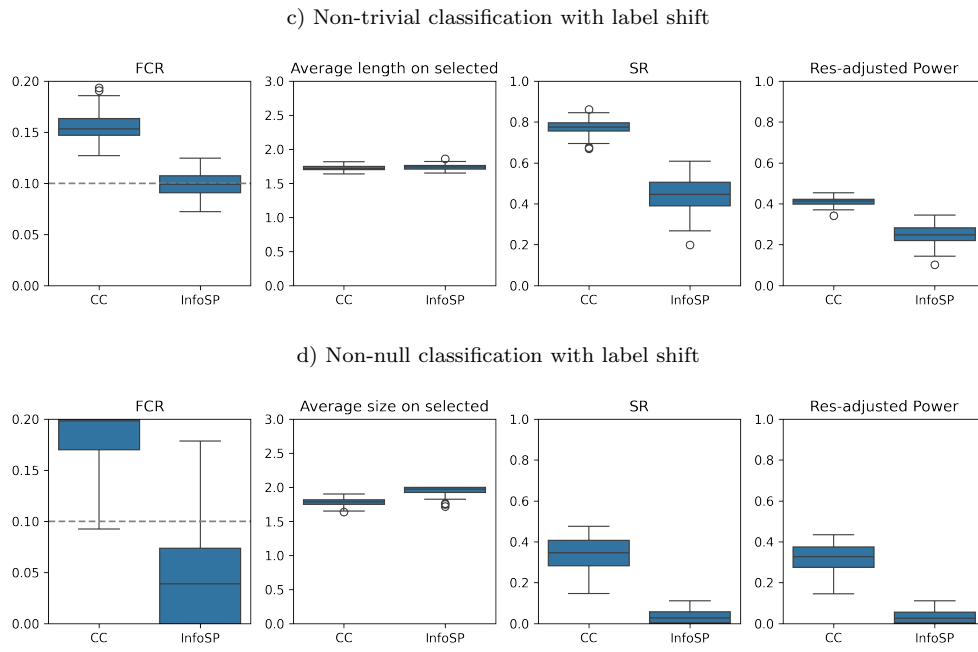 c) Non-trivial classification with label shift
FCR
Average length on selected
SR
Res-adjusted Power
0.20
0.15
0.10
0.05
0.00
CC
InfoSP
3.0
2.5
2.0
1.5
1.0
0.5
0.0
CC
InfoSP
1.0
0.8
0.6
0.4
0.2
0.0
CC
InfoSP
1.0
0.8
0.6
0.4
0.2
0.0
CC
InfoSP
d) Non-null classification with label shift
FCR
Average size on selected
SR
Res-adjusted Power
0.20
0.15
0.10
0.05
0.00
CC
InfoSP
3.0
2.5
2.0
1.5
1.0
0.5
0.0
CC
InfoSP
1.0
0.8
0.6
0.4
0.2
0.0
CC
InfoSP
1.0
0.8
0.6
0.4
0.2
0.0
CC
InfoSP